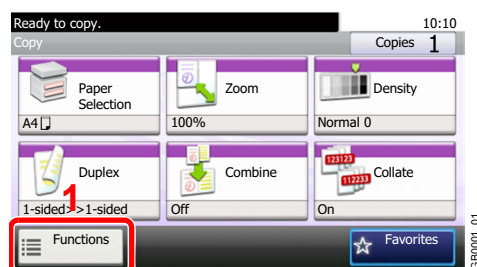 Ready to copy. 10:10
Copy Copies 1
Paper Selection
Zoom
Density
A4 100% Normal 0
Duplex
Combine
123123
112233
Collate
1-sided>>1-sided Off On
1
Functions Favorites
GB0001_01